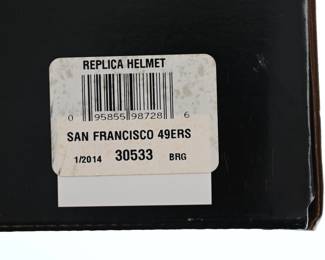 REPLICA HELMET
0 95855 98728 6
SAN FRANCISCO 49ERS
1/2014 30533 BRG